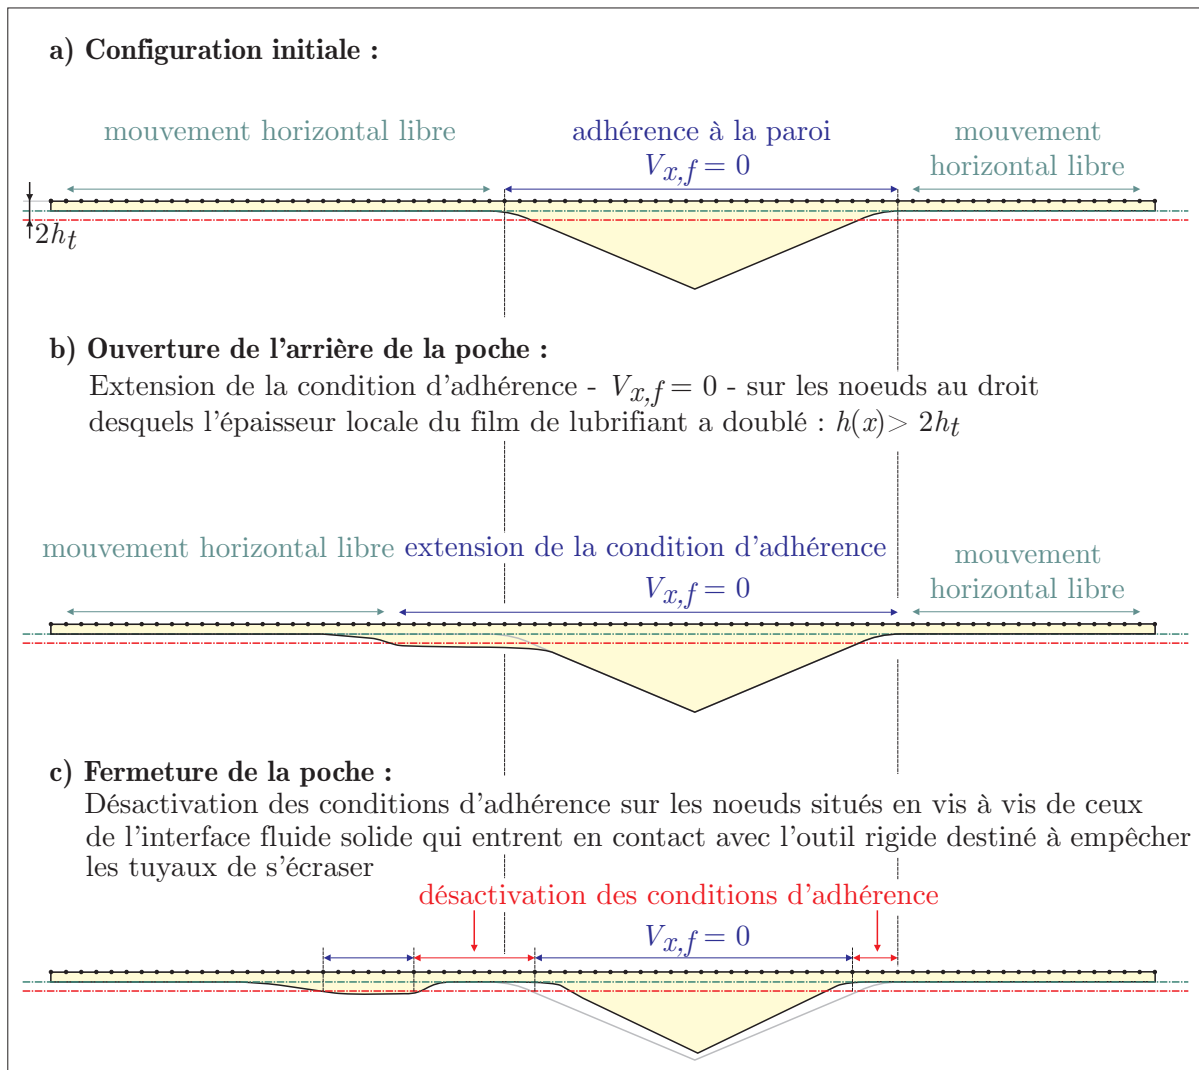 a) Configuration initiale :
mouvement horizontal libre
adhérence à la paroi
V_{x,f} = 0
mouvement
horizontal libre
2h_t
b) Ouverture de l'arrière de la poche :
Extension de la condition d'adhérence - V_{x,f} = 0 - sur les noeuds au droit
desquels l'épaisseur locale du film de lubrifiant a doublé : h(x) > 2h_t
mouvement horizontal libre
extension de la condition d'adhérence
V_{x,f} = 0
mouvement
horizontal libre
c) Fermeture de la poche :
Désactivation des conditions d'adhérence sur les noeuds situés en vis à vis de ceux
de l'interface fluide solide qui entrent en contact avec l'outil rigide destiné à empêcher
les tuyaux de s'écraser
désactivation des conditions d'adhérence
V_{x,f} = 0